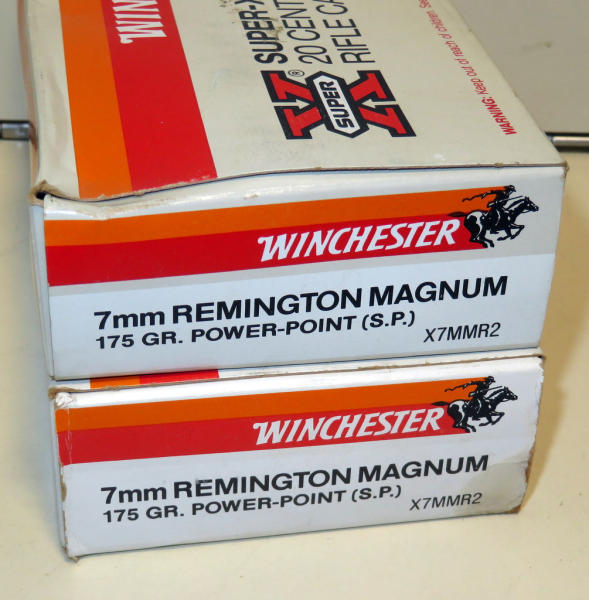 WIN
SUPER-X
20 CENT
RIFLE CA
X
SUPER
WARNING: Keep out of reach of children.
WINCHESTER
7mm REMINGTON MAGNUM
175 GR. POWER-POINT (S.P.)
X7MMR2
WINCHESTER
7mm REMINGTON MAGNUM
175 GR. POWER-POINT (S.P.)
X7MMR2